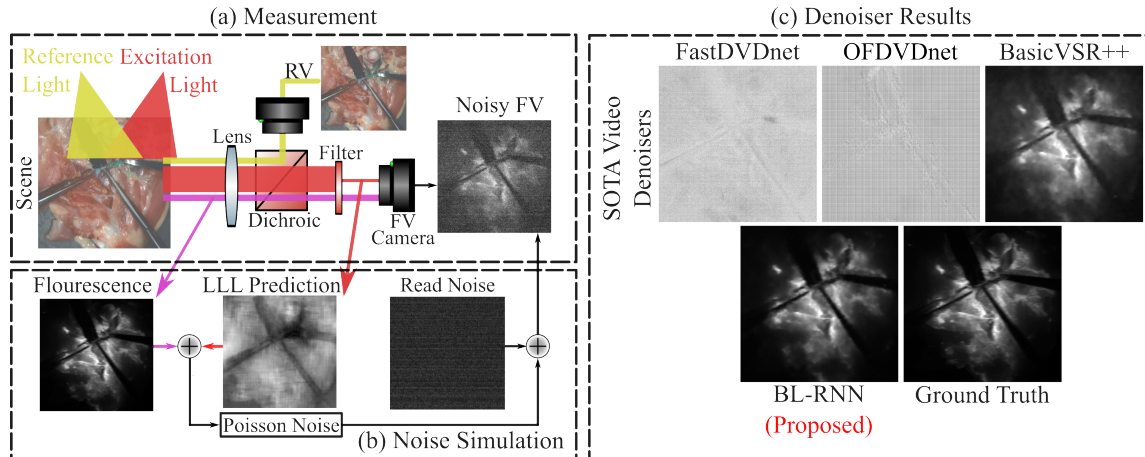 (a) Measurement
Reference
Light
Excitation
Light
RV
Noisy FV
Lens
Filter
Scene
Dichroic
FV
Camera
Flourescence
LLL Prediction
Read Noise
Poisson Noise
(b) Noise Simulation
(c) Denoiser Results
FastDVDnet
OFDVDnet
BasicVSR++
SOTA Video
Denoisers
BL-RNN
(Proposed)
Ground Truth